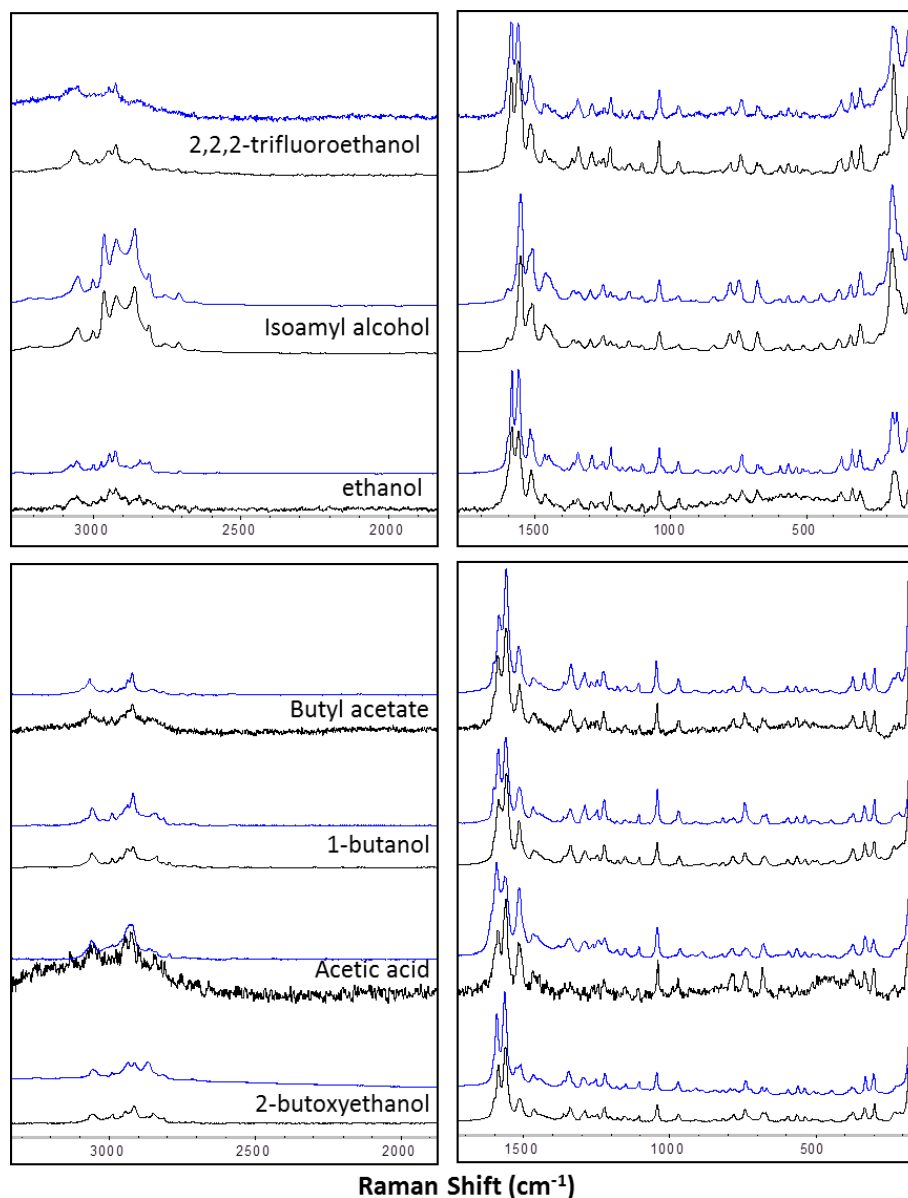 2,2,2-trifluoroethanol
Isoamyl alcohol
ethanol
3000 2500 2000
1500 1000 500
Butyl acetate
1-butanol
Acetic acid
2-butoxyethanol
3000 2500 2000
1500 1000 500
Raman Shift (cm⁻¹)